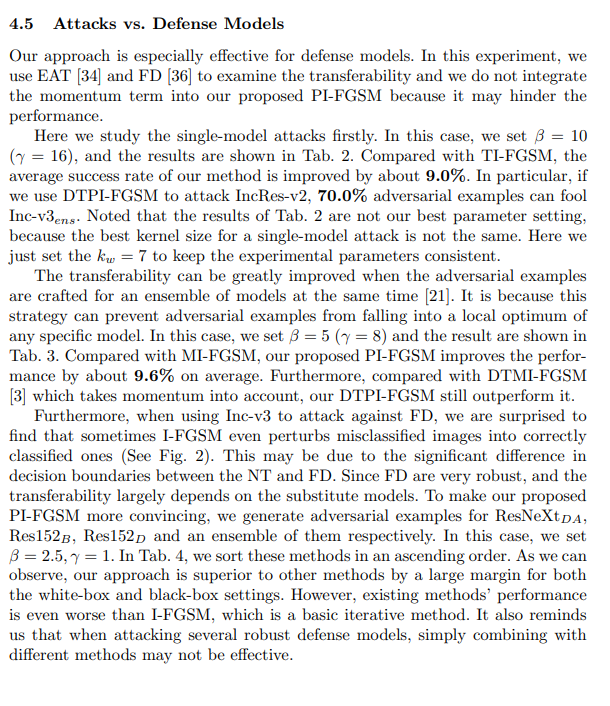 4.5 Attacks vs. Defense Models
Our approach is especially effective for defense models. In this experiment, we
use EAT [34] and FD [36] to examine the transferability and we do not integrate
the momentum term into our proposed PI-FGSM because it may hinder the
performance.
Here we study the single-model attacks firstly. In this case, we set β = 10
(γ = 16), and the results are shown in Tab. 2. Compared with TI-FGSM, the
average success rate of our method is improved by about 9.0%. In particular, if
we use DTPI-FGSM to attack IncRes-v2, 70.0% adversarial examples can fool
Inc-v3ens. Noted that the results of Tab. 2 are not our best parameter setting,
because the best kernel size for a single-model attack is not the same. Here we
just set the kw = 7 to keep the experimental parameters consistent.
The transferability can be greatly improved when the adversarial examples
are crafted for an ensemble of models at the same time [21]. It is because this
strategy can prevent adversarial examples from falling into a local optimum of
any specific model. In this case, we set β = 5 (γ = 8) and the result are shown in
Tab. 3. Compared with MI-FGSM, our proposed PI-FGSM improves the perfor-
mance by about 9.6% on average. Furthermore, compared with DTMI-FGSM
[3] which takes momentum into account, our DTPI-FGSM still outperform it.
Furthermore, when using Inc-v3 to attack against FD, we are surprised to
find that sometimes I-FGSM even perturbs misclassified images into correctly
classified ones (See Fig. 2). This may be due to the significant difference in
decision boundaries between the NT and FD. Since FD are very robust, and the
transferability largely depends on the substitute models. To make our proposed
PI-FGSM more convincing, we generate adversarial examples for ResNeXtDA,
Res152B, Res152D and an ensemble of them respectively. In this case, we set
β = 2.5, γ = 1. In Tab. 4, we sort these methods in an ascending order. As we can
observe, our approach is superior to other methods by a large margin for both
the white-box and black-box settings. However, existing methods' performance
is even worse than I-FGSM, which is a basic iterative method. It also reminds
us that when attacking several robust defense models, simply combining with
different methods may not be effective.